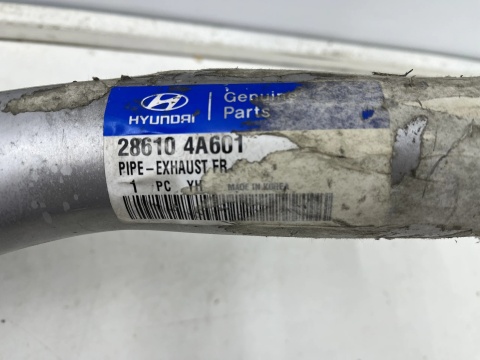 HYUNDAI
Genuine
Parts
28610 4A601
PIPE-EXHAUST FR
1 PC YH MADE IN KOREA